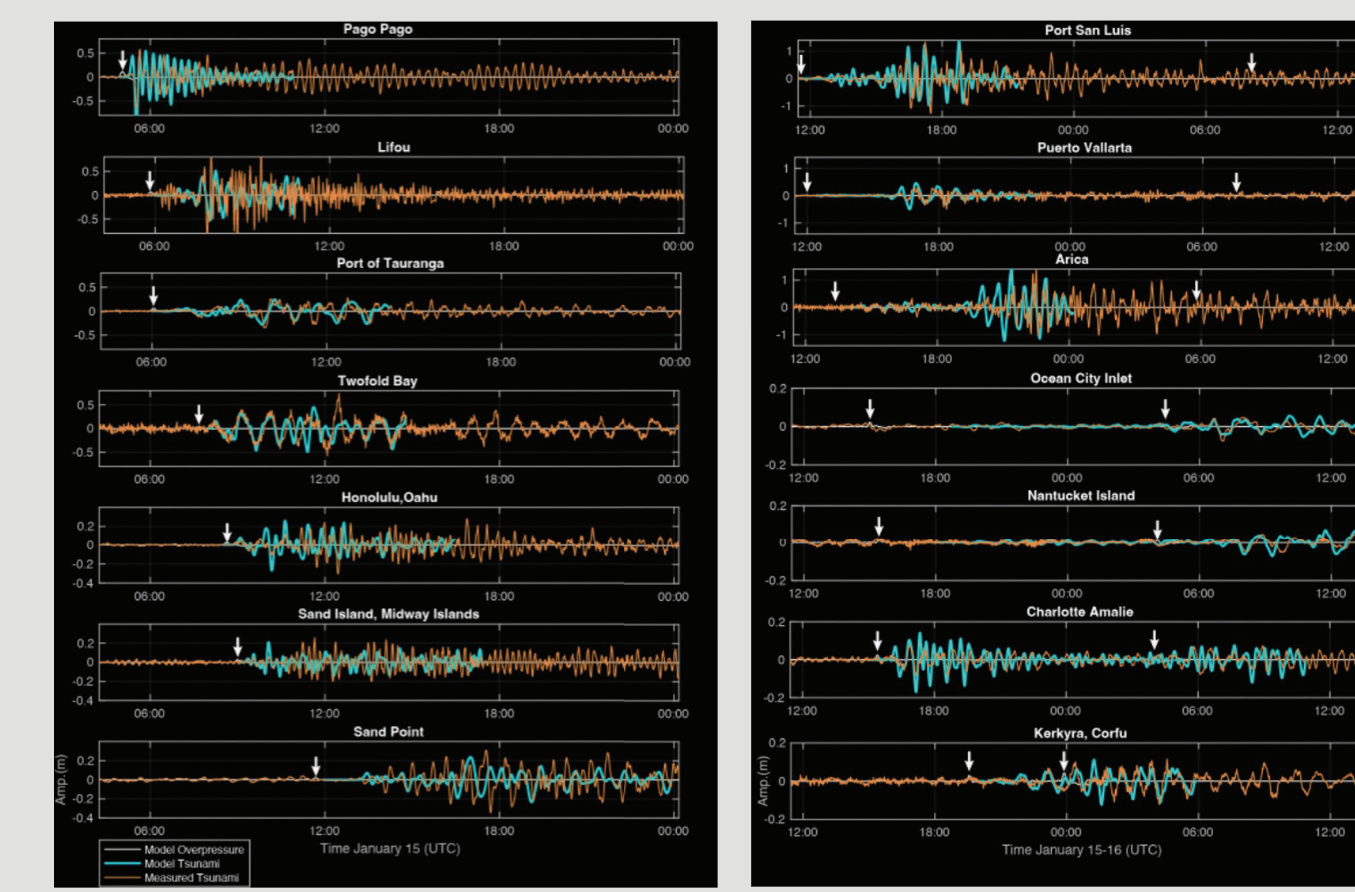 Pago Pago
0.5
0
-0.5
06:00 12:00 18:00 00:00
Lifou
0.5
0
-0.5
06:00 12:00 18:00 00:00
Port of Tauranga
0.5
0
-0.5
06:00 12:00 18:00 00:00
Twofold Bay
0.5
0
-0.5
06:00 12:00 18:00 00:00
Honolulu,Oahu
0.2
0
-0.2
-0.4
06:00 12:00 18:00 00:00
Sand Island, Midway Islands
0.2
0
-0.2
-0.4
06:00 12:00 18:00 00:00
Sand Point
0.2
0
-0.2
-0.4
Amp.(m)
06:00 12:00 18:00 00:00
Time January 15 (UTC)
Model Overpressure
Model Tsunami
Measured Tsunami
Port San Luis
1
0
-1
12:00 18:00 00:00 06:00 12:00
Puerto Vallarta
1
0
-1
12:00 18:00 00:00 06:00 12:00
Arica
1
0
-1
12:00 18:00 00:00 06:00 12:00
Ocean City Inlet
0.2
0
-0.2
12:00 18:00 00:00 06:00 12:00
Nantucket Island
0.2
0
-0.2
12:00 18:00 00:00 06:00 12:00
Charlotte Amalie
0.2
0
-0.2
12:00 18:00 00:00 06:00 12:00
Kerkyra, Corfu
0.2
0
-0.2
Amp.(m)
12:00 18:00 00:00 06:00 12:00
Time January 15-16 (UTC)